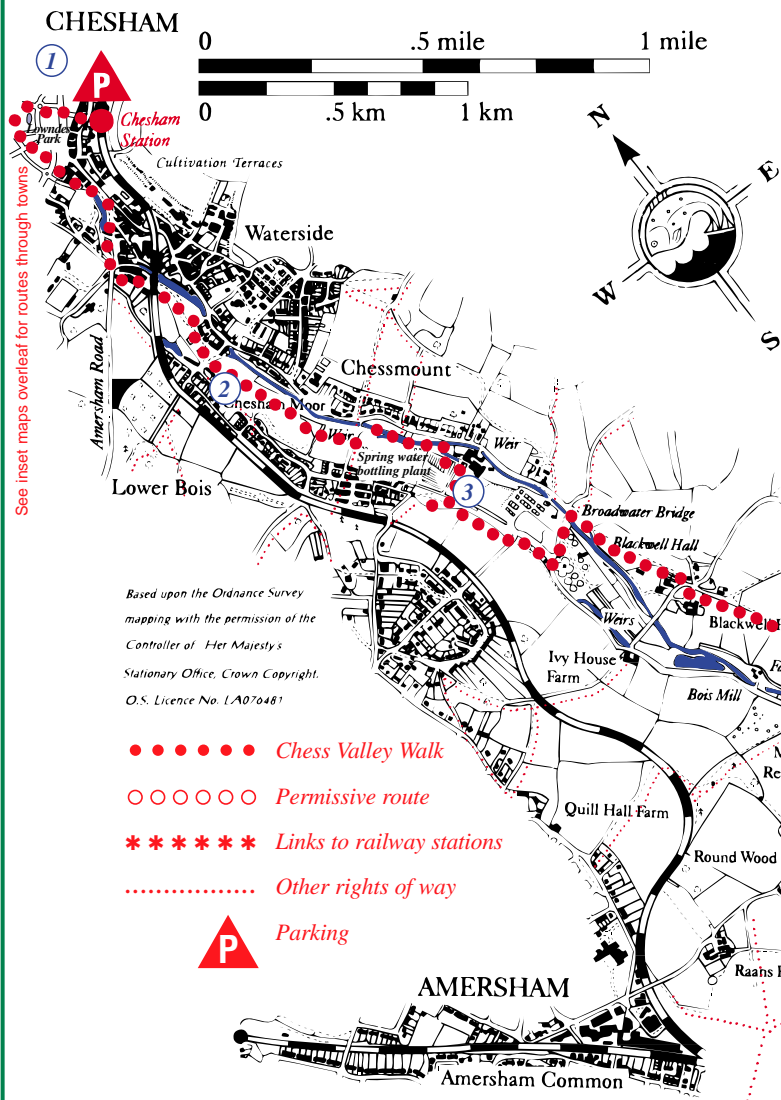 CHESHAM
1
P
0 .5 mile 1 mile
0 .5 km 1 km
N
E
W
S
Chesham
Station
Lowndes
Park
Cultivation Terraces
See inset maps overleaf for routes through towns
Waterside
Amersham Road
Chessmount
2
Chesham Moor
Weir
Weir
Spring water
bottling plant
3
Lower Bois
Broadwater Bridge
Blackwell Hall
Blackwell H
Weirs
Ivy House
Farm
Bois Mill
Based upon the Ordnance Survey
mapping with the permission of the
Controller of Her Majesty's
Stationary Office, Crown Copyright.
O.S. Licence No. LA076481
Chess Valley Walk
Permissive route
Links to railway stations
Other rights of way
P
Parking
Quill Hall Farm
Re
Round Wood
Raans
AMERSHAM
Amersham Common